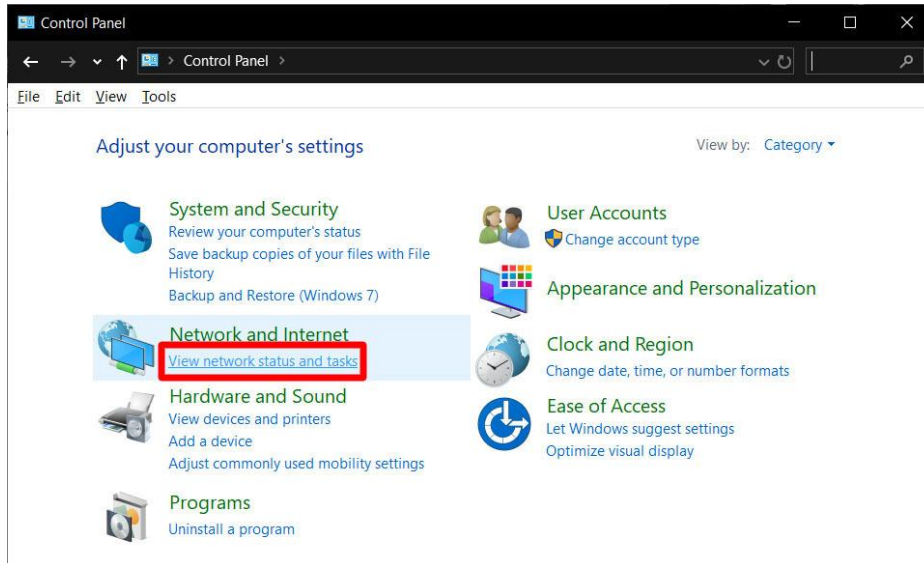 Control Panel
Control Panel
File Edit View Tools
Adjust your computer's settings
View by: Category
System and Security
Review your computer's status
Save backup copies of your files with File
History
Backup and Restore (Windows 7)
Network and Internet
View network status and tasks
Hardware and Sound
View devices and printers
Add a device
Adjust commonly used mobility settings
Programs
Uninstall a program
User Accounts
Change account type
Appearance and Personalization
Clock and Region
Change date, time, or number formats
Ease of Access
Let Windows suggest settings
Optimize visual display